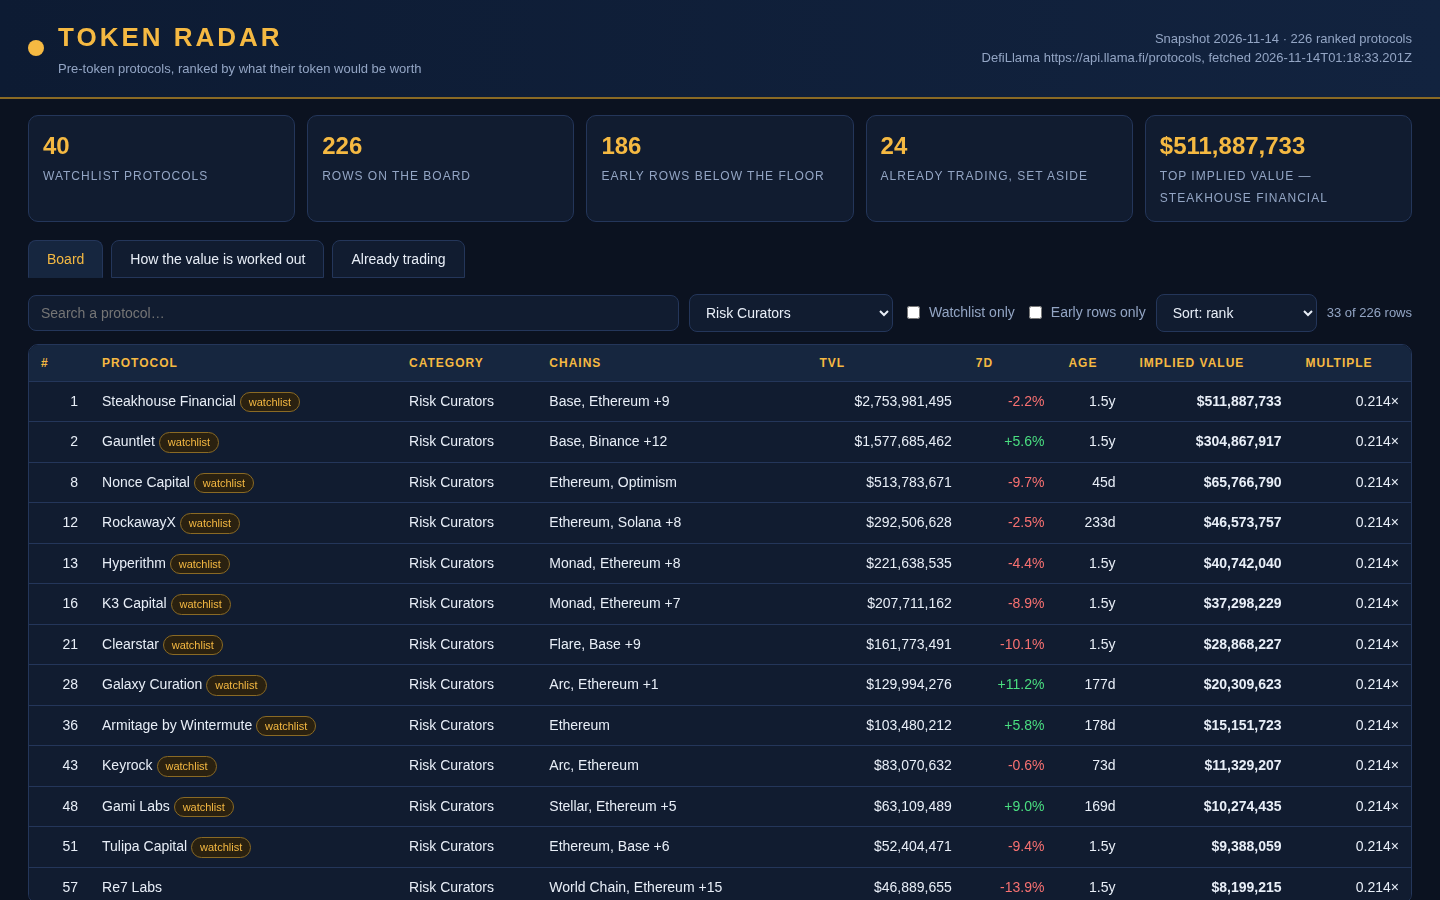 TOKEN RADAR
Pre-token protocols, ranked by what their token would be worth
Snapshot 2026-11-14 · 226 ranked protocols
DefiLlama https://api.llama.fi/protocols, fetched 2026-11-14T01:18:33.201Z
40
WATCHLIST PROTOCOLS
226
ROWS ON THE BOARD
186
EARLY ROWS BELOW THE FLOOR
24
ALREADY TRADING, SET ASIDE
$511,887,733
TOP IMPLIED VALUE —
STEAKHOUSE FINANCIAL
Board How the value is worked out Already trading
Search a protocol… Risk Curators Watchlist only Early rows only Sort: rank 33 of 226 rows
# PROTOCOL CATEGORY CHAINS TVL 7D AGE IMPLIED VALUE MULTIPLE
1 Steakhouse Financial watchlist Risk Curators Base, Ethereum +9 $2,753,981,495 -2.2% 1.5y $511,887,733 0.214×
2 Gauntlet watchlist Risk Curators Base, Binance +12 $1,577,685,462 +5.6% 1.5y $304,867,917 0.214×
8 Nonce Capital watchlist Risk Curators Ethereum, Optimism $513,783,671 -9.7% 45d $65,766,790 0.214×
12 RockawayX watchlist Risk Curators Ethereum, Solana +8 $292,506,628 -2.5% 233d $46,573,757 0.214×
13 Hyperithm watchlist Risk Curators Monad, Ethereum +8 $221,638,535 -4.4% 1.5y $40,742,040 0.214×
16 K3 Capital watchlist Risk Curators Monad, Ethereum +7 $207,711,162 -8.9% 1.5y $37,298,229 0.214×
21 Clearstar watchlist Risk Curators Flare, Base +9 $161,773,491 -10.1% 1.5y $28,868,227 0.214×
28 Galaxy Curation watchlist Risk Curators Arc, Ethereum +1 $129,994,276 +11.2% 177d $20,309,623 0.214×
36 Armitage by Wintermute watchlist Risk Curators Ethereum $103,480,212 +5.8% 178d $15,151,723 0.214×
43 Keyrock watchlist Risk Curators Arc, Ethereum $83,070,632 -0.6% 73d $11,329,207 0.214×
48 Gami Labs watchlist Risk Curators Stellar, Ethereum +5 $63,109,489 +9.0% 169d $10,274,435 0.214×
51 Tulipa Capital watchlist Risk Curators Ethereum, Base +6 $52,404,471 -9.4% 1.5y $9,388,059 0.214×
57 Re7 Labs Risk Curators World Chain, Ethereum +15 $46,889,655 -13.9% 1.5y $8,199,215 0.214×